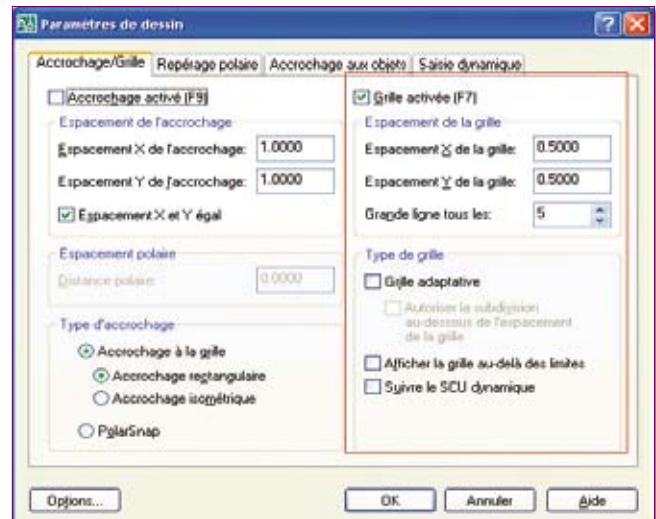 Paramètres de dessin
Accrochage/Grille Repérage polaire Accrochage aux objets Saisie dynamique
Accrochage activé (F9)
Espacement de l'accrochage
Espacement X de l'accrochage: 1.0000
Espacement Y de l'accrochage: 1.0000
Espacement X et Y égal
Espacement polaire
Distance polaire: 0.0000
Type d'accrochage
Accrochage à la grille
Accrochage rectangulaire
Accrochage isométrique
PolarSnap
Grille activée (F7)
Espacement de la grille
Espacement X de la grille: 0.5000
Espacement Y de la grille: 0.5000
Grande ligne tous les: 5
Type de grille
Grille adaptative
Autoriser la subdivision
au-dessous de l'espacement
de la grille
Afficher la grille au-delà des limites
Suivre le SCU dynamique
Options... OK Annuler Aide